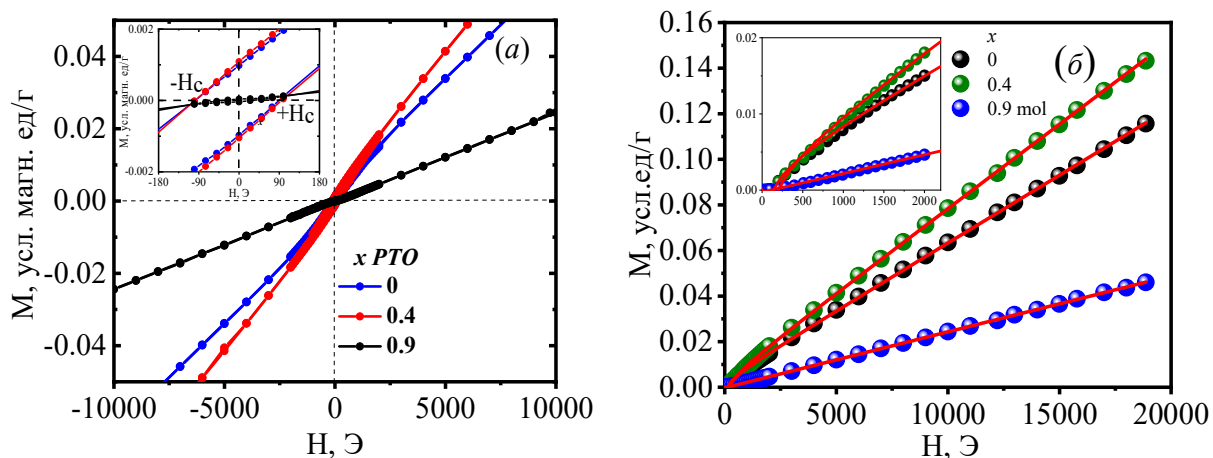 (а)
М, усл. магн. ед/г
0.04
0.02
0.00
-0.02
-0.04
-10000 -5000 0 5000 10000
Н, Э
М, усл. магн. ед/г
0.002
0.000
-0.002
-180 -90 0 90 180
Н, Э
-Hc
+Hc
x PTO
0
0.4
0.9
(б)
М, усл.ед/г
0.16
0.14
0.12
0.10
0.08
0.06
0.04
0.02
0.00
0 5000 10000 15000 20000
Н, Э
0.02
0.01
0.00
0 500 1000 1500 2000
x
0
0.4
0.9 mol